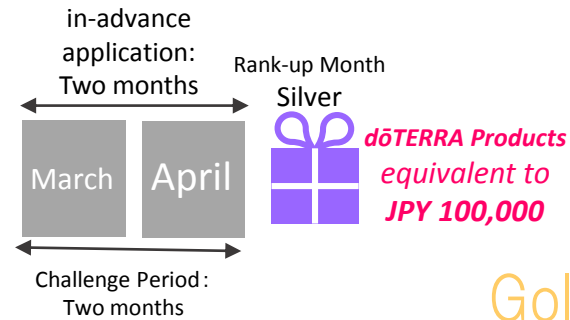 in-advance
application:
Two months
Rank-up Month
Silver
March
April
dōTERRA Products
equivalent to
JPY 100,000
Challenge Period:
Two months